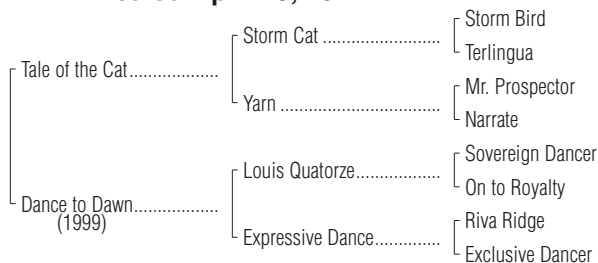 Storm Bird
Storm Cat ........................
Terlingua
Tale of the Cat..................
Mr. Prospector
Yarn ...................................
Narrate
Sovereign Dancer
Louis Quatorze.................
On to Royalty
Dance to Dawn.................
(1999)
Riva Ridge
Expressive Dance.............
Exclusive Dancer